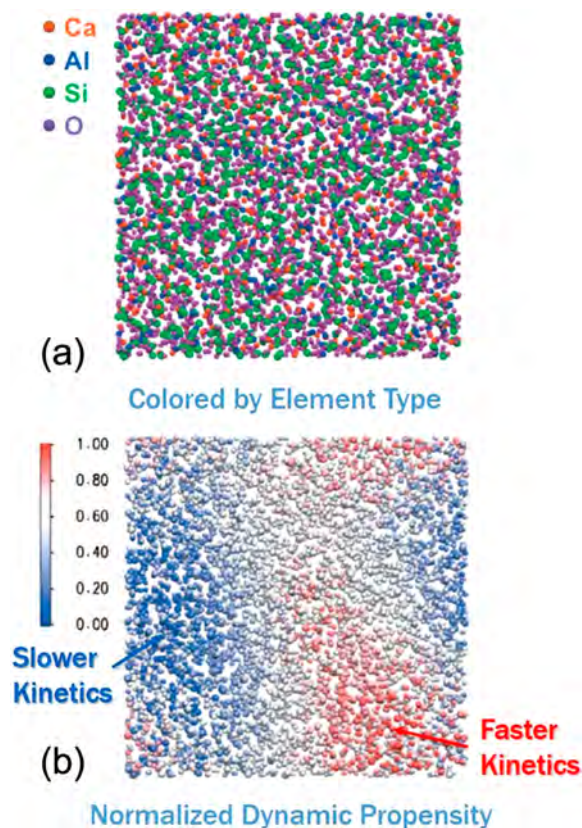 Ca
Al
Si
O
(a)
Colored by Element Type
1.00
0.80
0.60
0.40
0.20
0.00
Slower
Kinetics
Faster
Kinetics
(b)
Normalized Dynamic Propensity